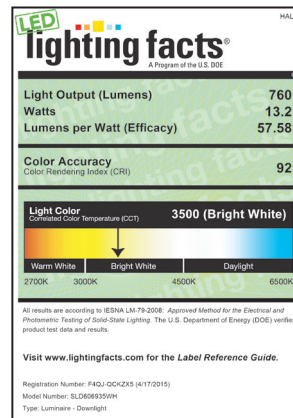 HAL
LED
lighting facts®
A Program of the U.S. DOE
Light Output (Lumens) 760
Watts 13.2
Lumens per Watt (Efficacy) 57.58
Color Accuracy
Color Rendering Index (CRI) 92
Light Color
Correlated Color Temperature (CCT) 3500 (Bright White)
Warm White Bright White Daylight
2700K 3000K 4500K 6500K
All results are according to IESNA LM-79-2008: Approved Method for the Electrical and
Photometric Testing of Solid-State Lighting. The U.S. Department of Energy (DOE) verifie
product test data and results.
Visit www.lightingfacts.com for the Label Reference Guide.
Registration Number: F4QJ-QCKZX5 (4/17/2015)
Model Number: SLD606935WH
Type: Luminaire - Downlight